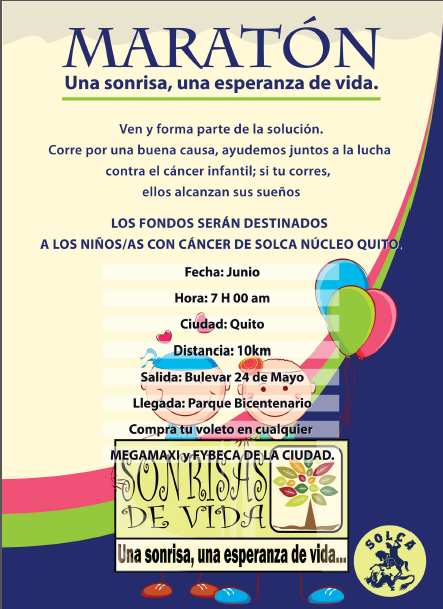 MARATÓN
Una sonrisa, una esperanza de vida.
Ven y forma parte de la solución.
Corre por una buena causa, ayudemos juntos a la lucha
contra el cáncer infantil; si tu corres,
ellos alcanzan sus sueños
LOS FONDOS SERÁN DESTINADOS
A LOS NIÑOS/AS CON CÁNCER DE SOLCA NÚCLEO QUITO.
Fecha: Junio
Hora: 7 H 00 am
Ciudad: Quito
Distancia: 10km
Salida: Bulevar 24 de Mayo
Llegada: Parque Bicentenario
Compra tu voleto en cualquier
MEGAMAXI y FYBECA DE LA CIUDAD.
SONRISAS
DE VIDA
Una sonrisa, una esperanza de vida...
SOLCA